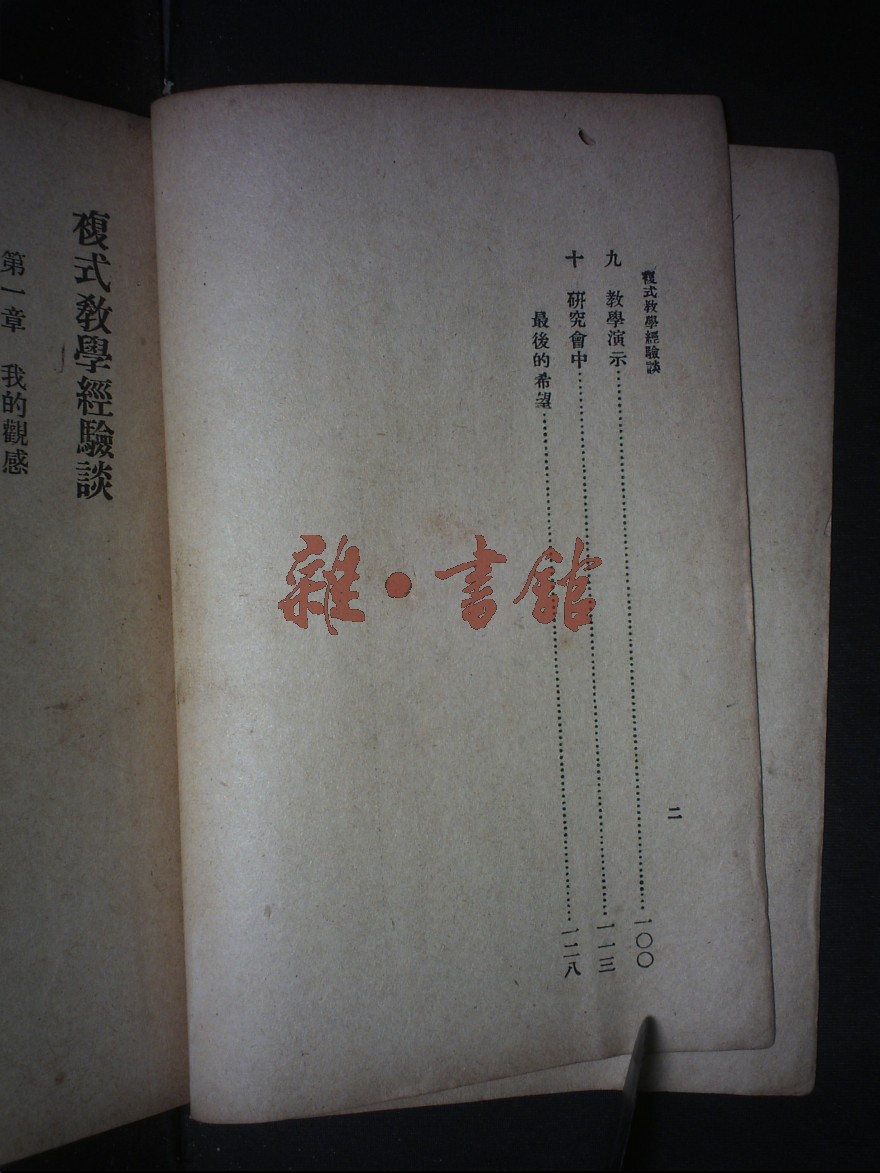 複式教學經驗談
二
九 教學演示……一〇〇
十 研究會中……一一三
最後的希望……一二八
複式教學經驗談
第一章 我的觀感
雜·書館